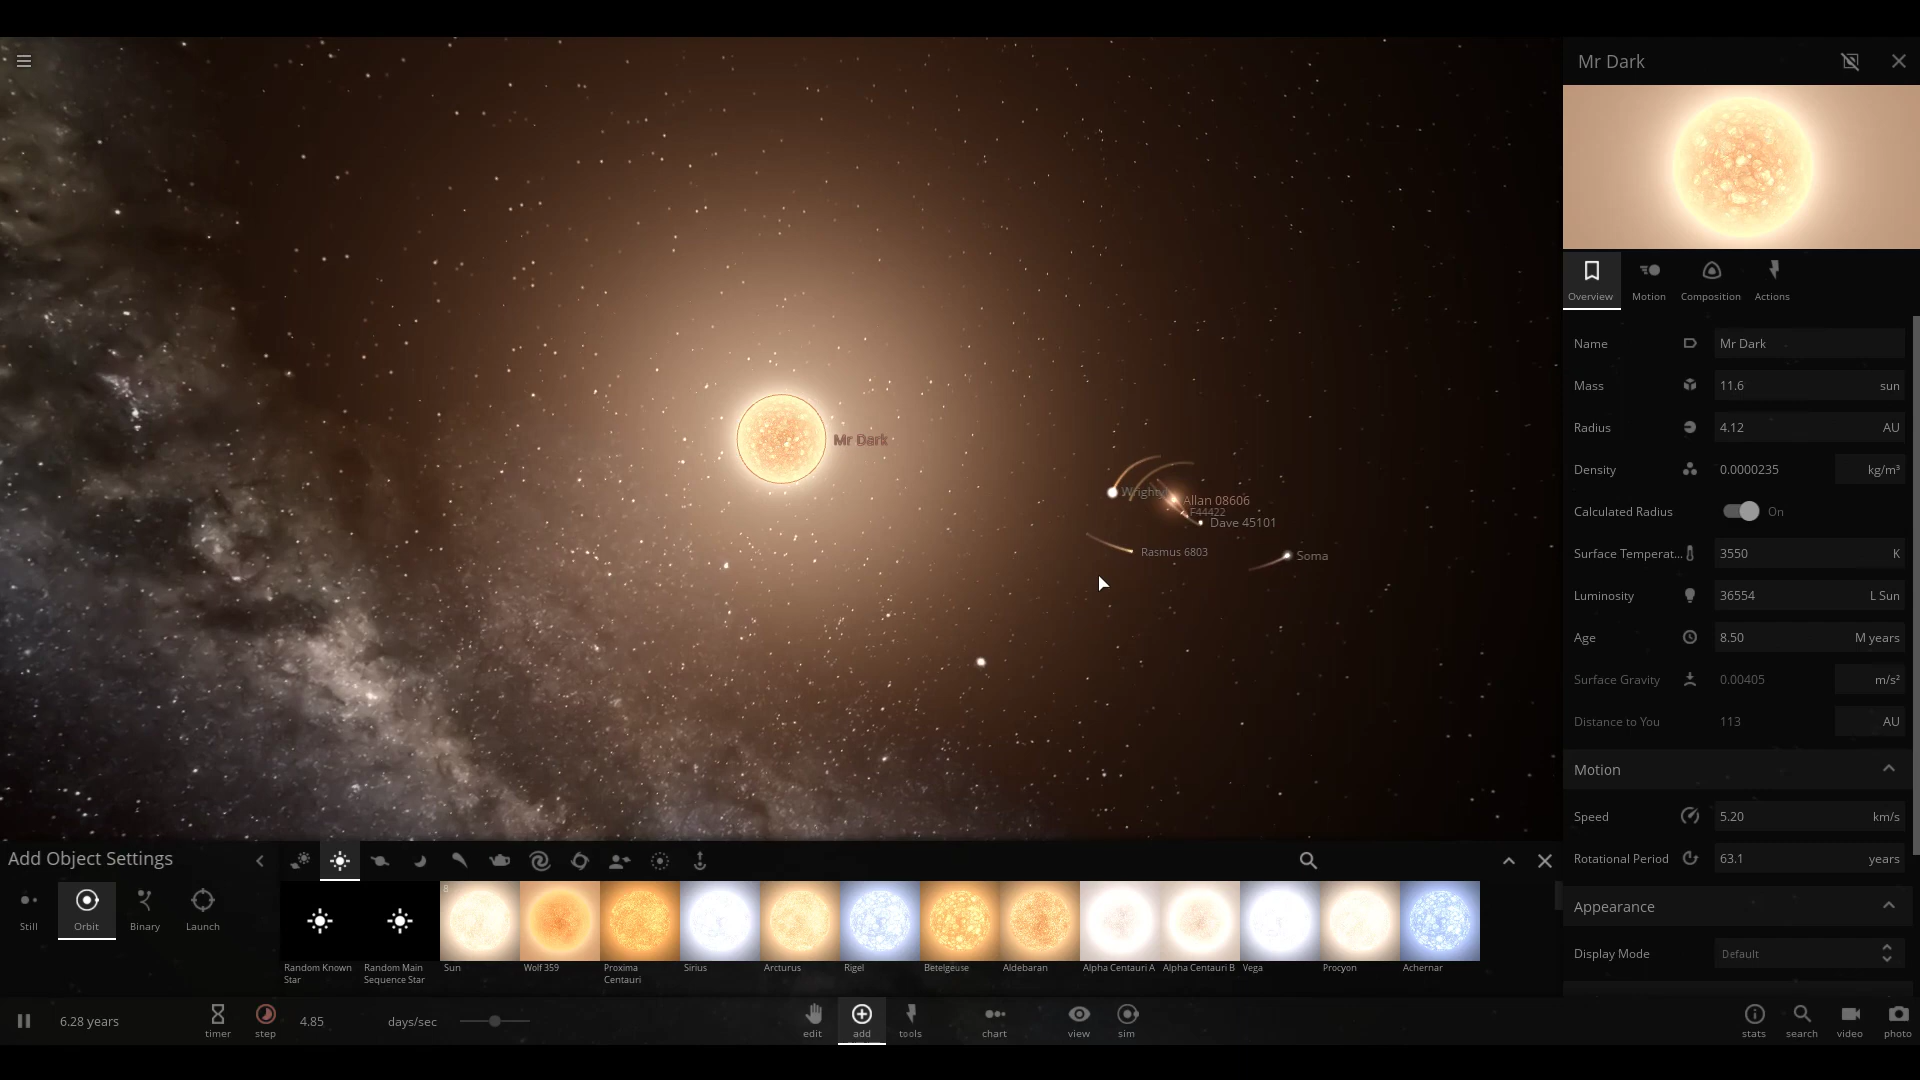 Mr Dark
Mr Dark
Wrighty
Allan 08606
F44422
Dave 45101
Rasmus 6803
Soma
Overview
Motion
Composition
Actions
Name Mr Dark
Mass 11.6 sun
Radius 4.12 AU
Density 0.0000235 kg/m³
Calculated Radius On
Surface Temperat... 3550 K
Luminosity 36554 L Sun
Age 8.50 M years
Surface Gravity 0.00405 m/s²
Distance to You 113 AU
Motion
Speed 5.20 km/s
Rotational Period 63.1 years
Appearance
Display Mode Default
Add Object Settings
Still
Orbit
Binary
Launch
8
Random Known
Star
Random Main
Sequence Star
Sun
Wolf 359
Proxima
Centauri
Sirius
Arcturus
Rigel
Betelgeuse
Aldebaran
Alpha Centauri A
Alpha Centauri B
Vega
Procyon
Achernar
6.28 years
timer
step
4.85 days/sec
edit
add
tools
chart
view
sim
stats
search
video
photo